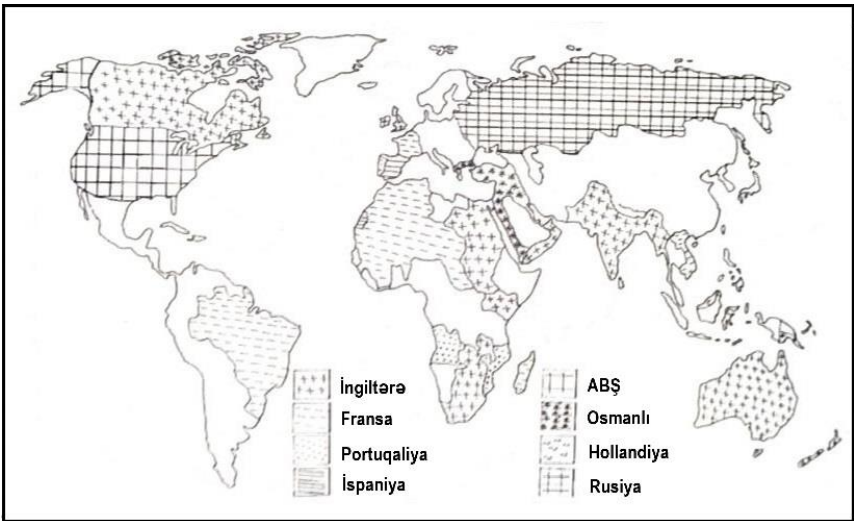 İngiltərə
Fransa
Portuqaliya
İspaniya
ABŞ
Osmanlı
Hollandiya
Rusiya